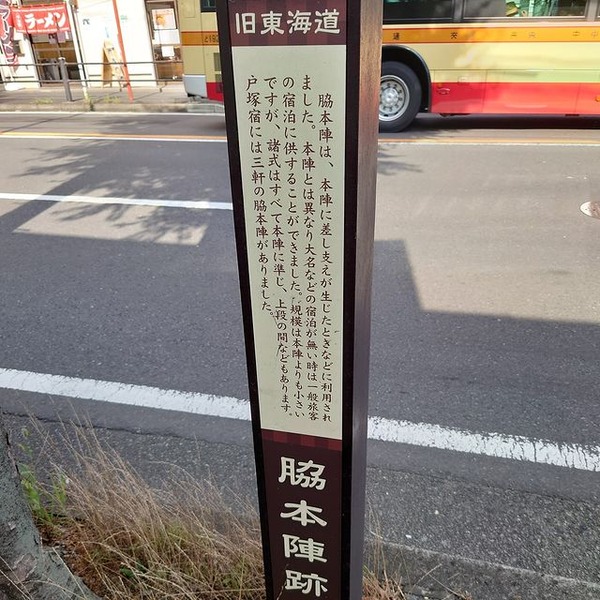 旧東海道
脇本陣は、本陣に差し支えが生じたときなどに利用され
ました。本陣とは異なり大名などの宿泊が無い時は一般旅客
の宿泊に供することができました。規模は本陣よりも小さい
ですが、諸式はすべて本陣に準じ、上段の間などもあります。
戸塚宿には三軒の脇本陣がありました。
脇本陣跡
ラーメン